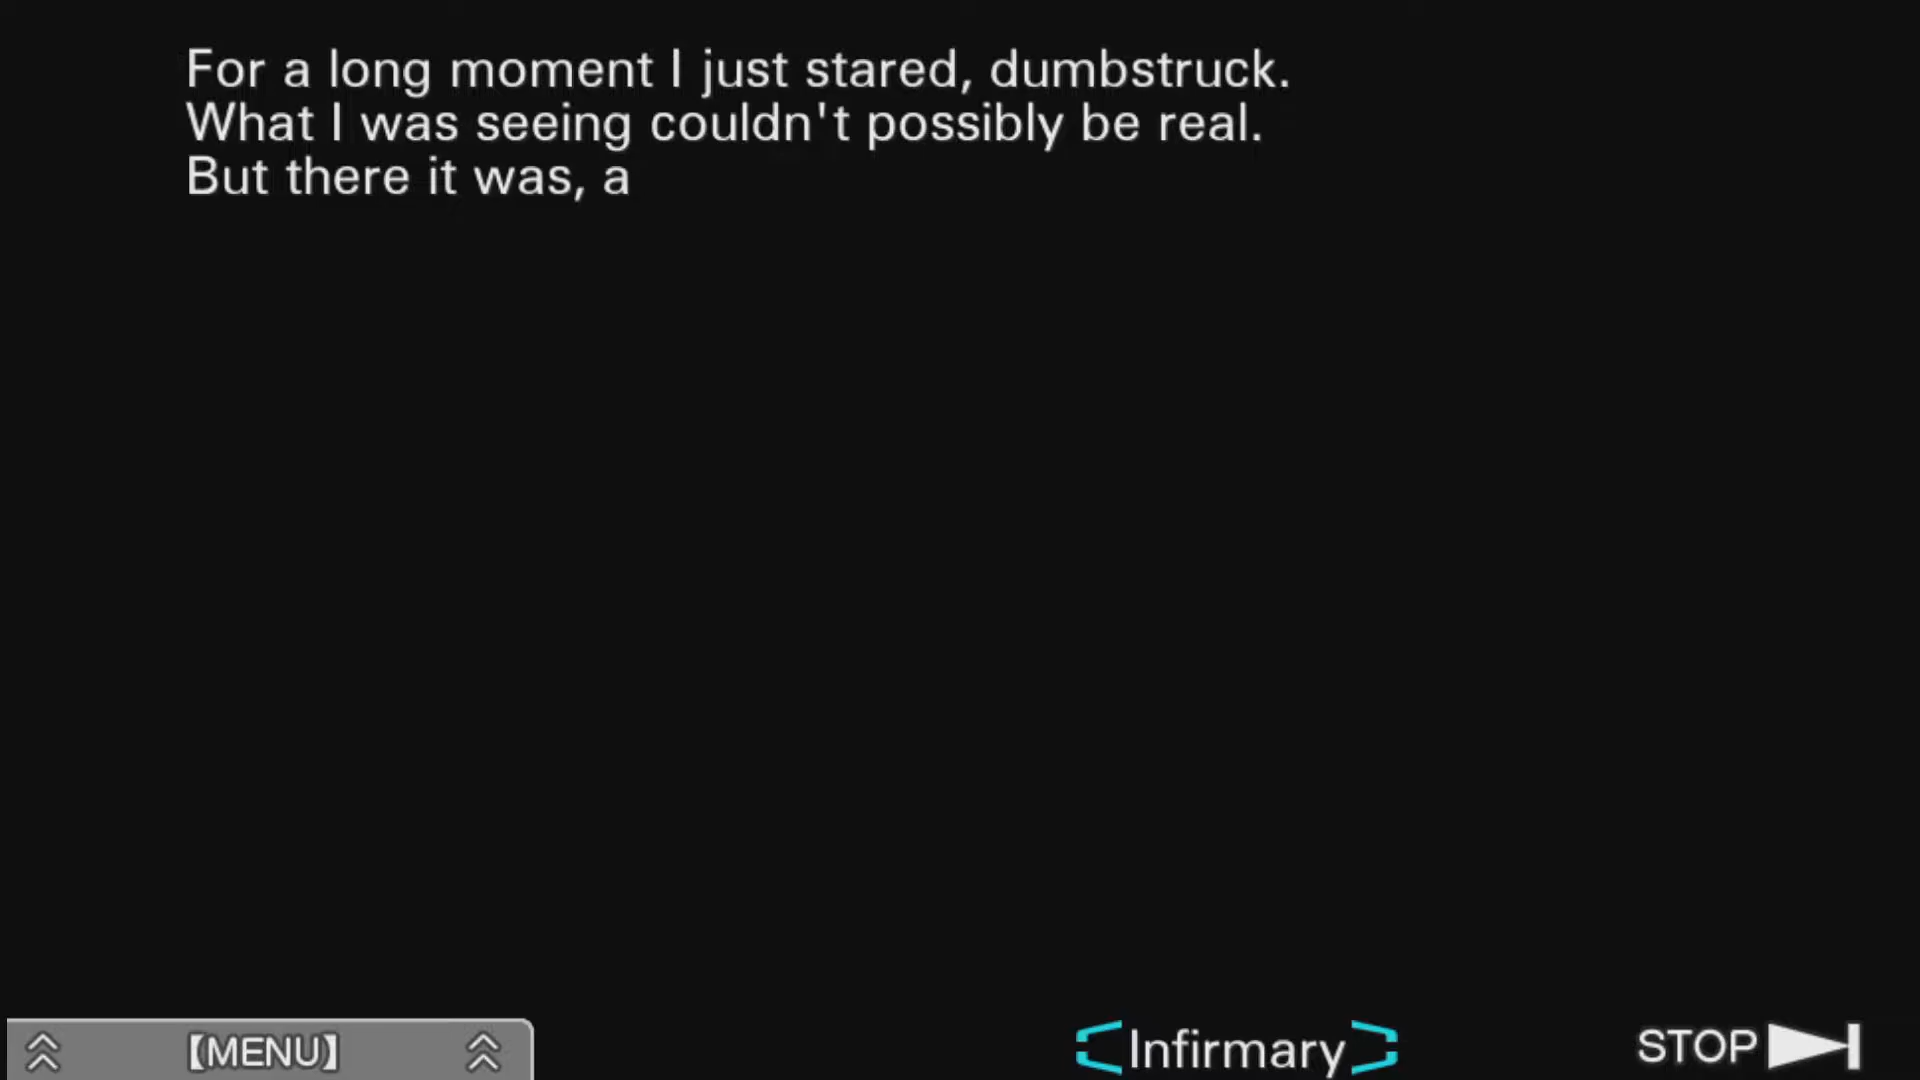 For a long moment I just stared, dumbstruck.
What I was seeing couldn't possibly be real.
But there it was, a
【MENU】
Infirmary
STOP